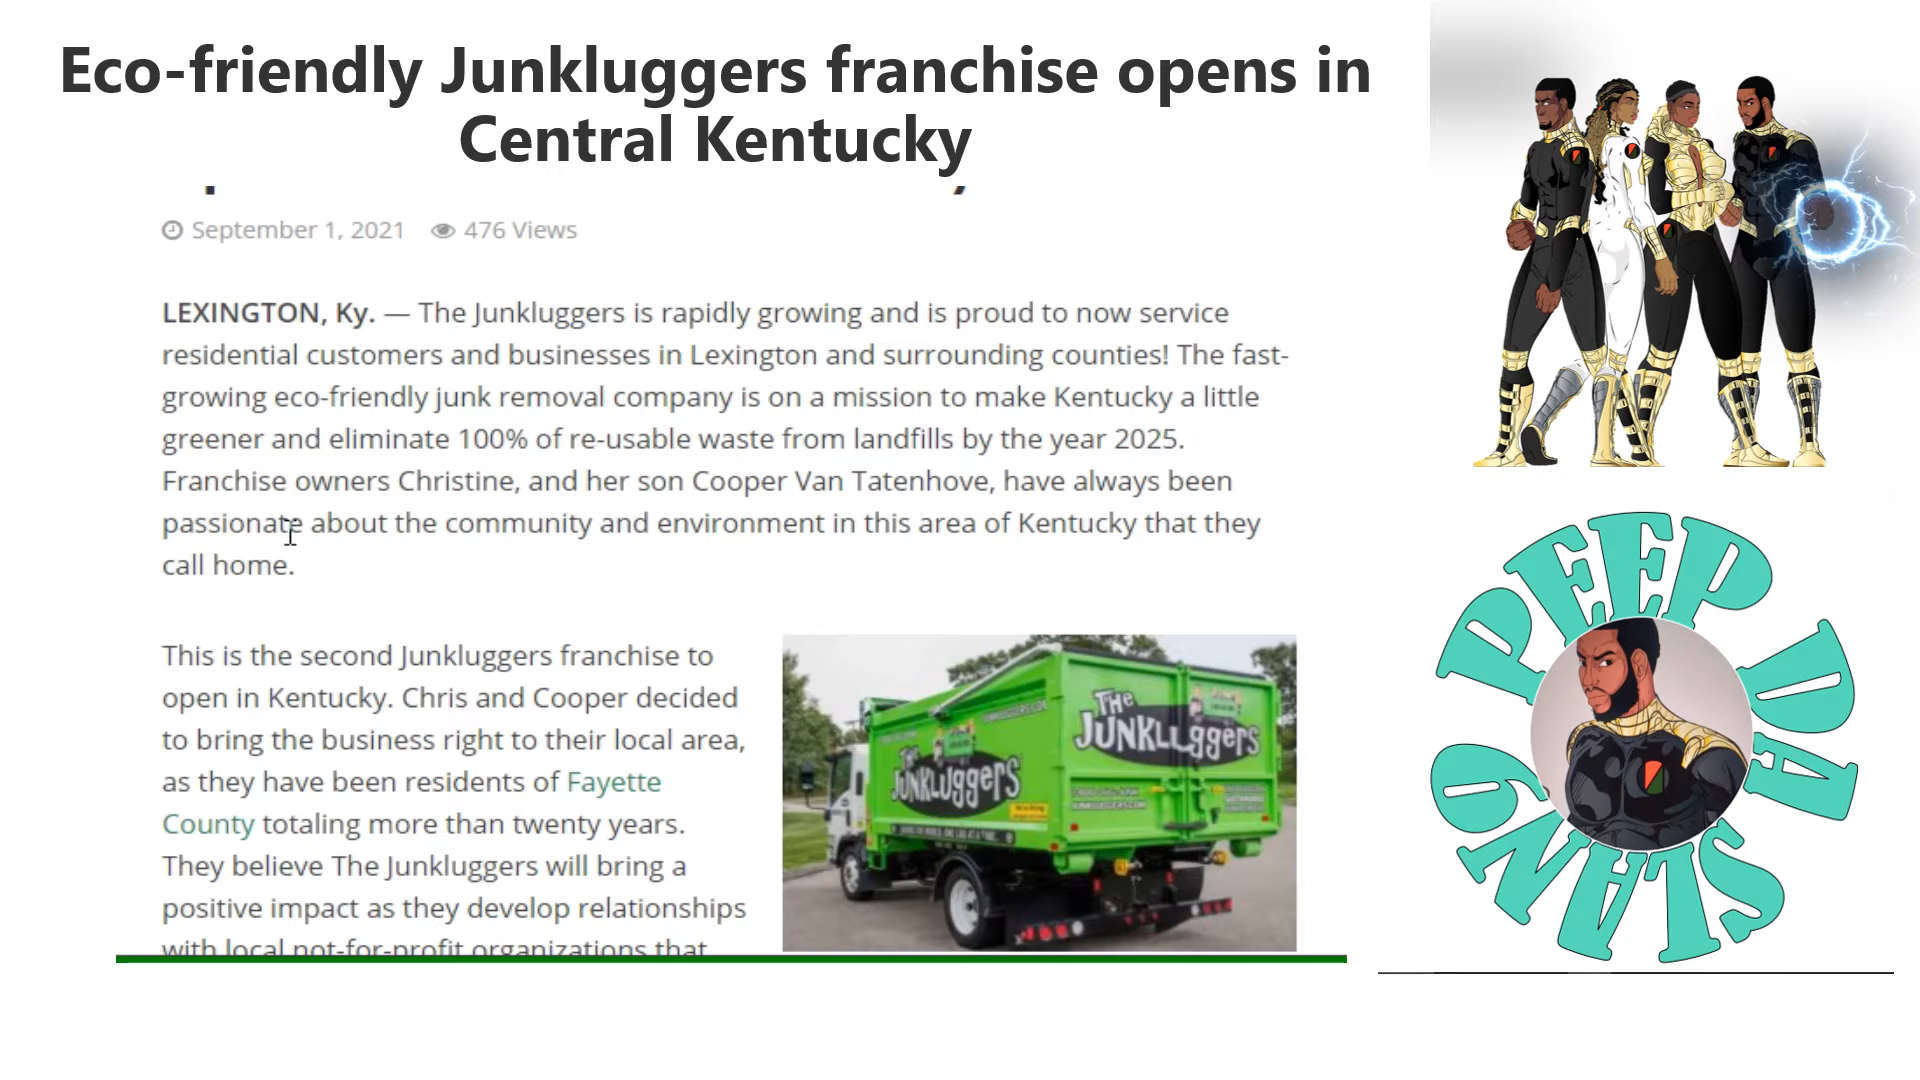 Eco-friendly Junkluggers franchise opens in
Central Kentucky
September 1, 2021 476 Views
LEXINGTON, Ky. — The Junkluggers is rapidly growing and is proud to now service
residential customers and businesses in Lexington and surrounding counties! The fast-
growing eco-friendly junk removal company is on a mission to make Kentucky a little
greener and eliminate 100% of re-usable waste from landfills by the year 2025.
Franchise owners Christine, and her son Cooper Van Tatenhove, have always been
passionate about the community and environment in this area of Kentucky that they
call home.
This is the second Junkluggers franchise to
open in Kentucky. Chris and Cooper decided
to bring the business right to their local area,
as they have been residents of Fayette
County totaling more than twenty years.
They believe The Junkluggers will bring a
positive impact as they develop relationships
with local not-for-profit organizations that
THE
JUNKLUGGERS
THE
JUNKLUGGERS
PEEP DA SLANG